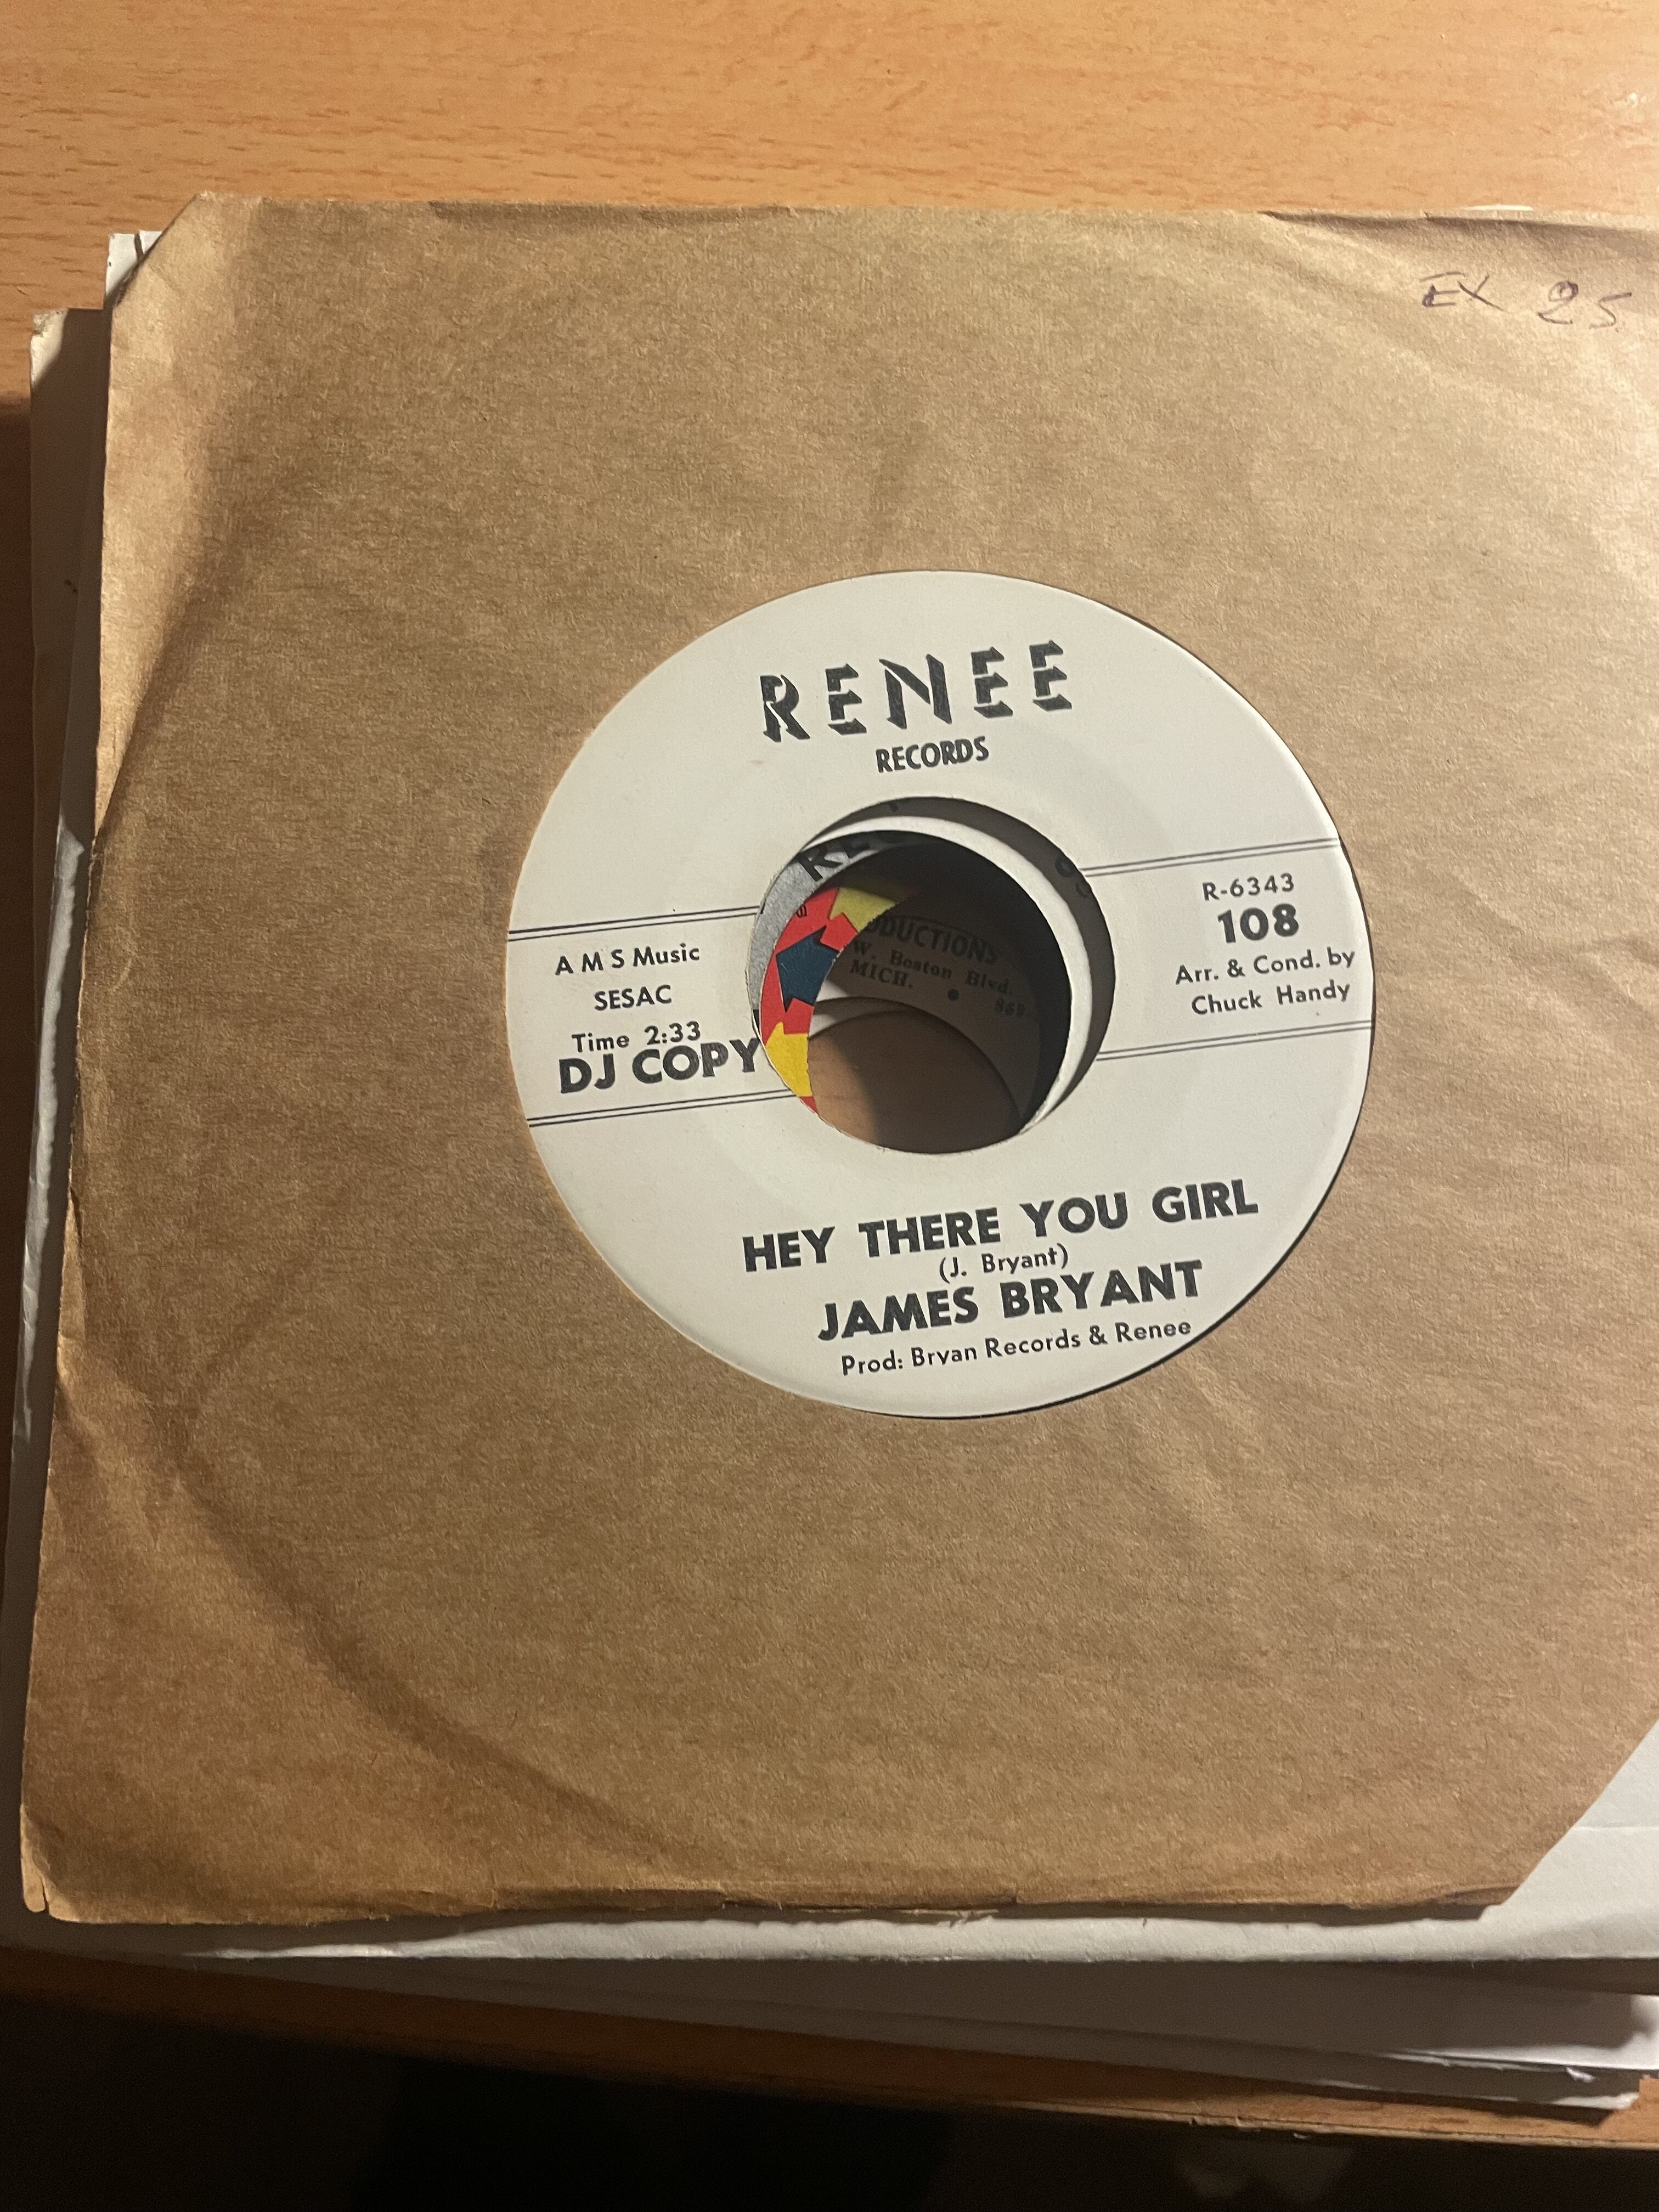 EX 25
RENEE
RECORDS
A M S Music
SESAC
Time 2:33
DJ COPY
R-6343
108
Arr. & Cond. by
Chuck Handy
ODUCTIONS
W. Boston Blvd.
MICH.
HEY THERE YOU GIRL
(J. Bryant)
JAMES BRYANT
Prod: Bryan Records & Renee